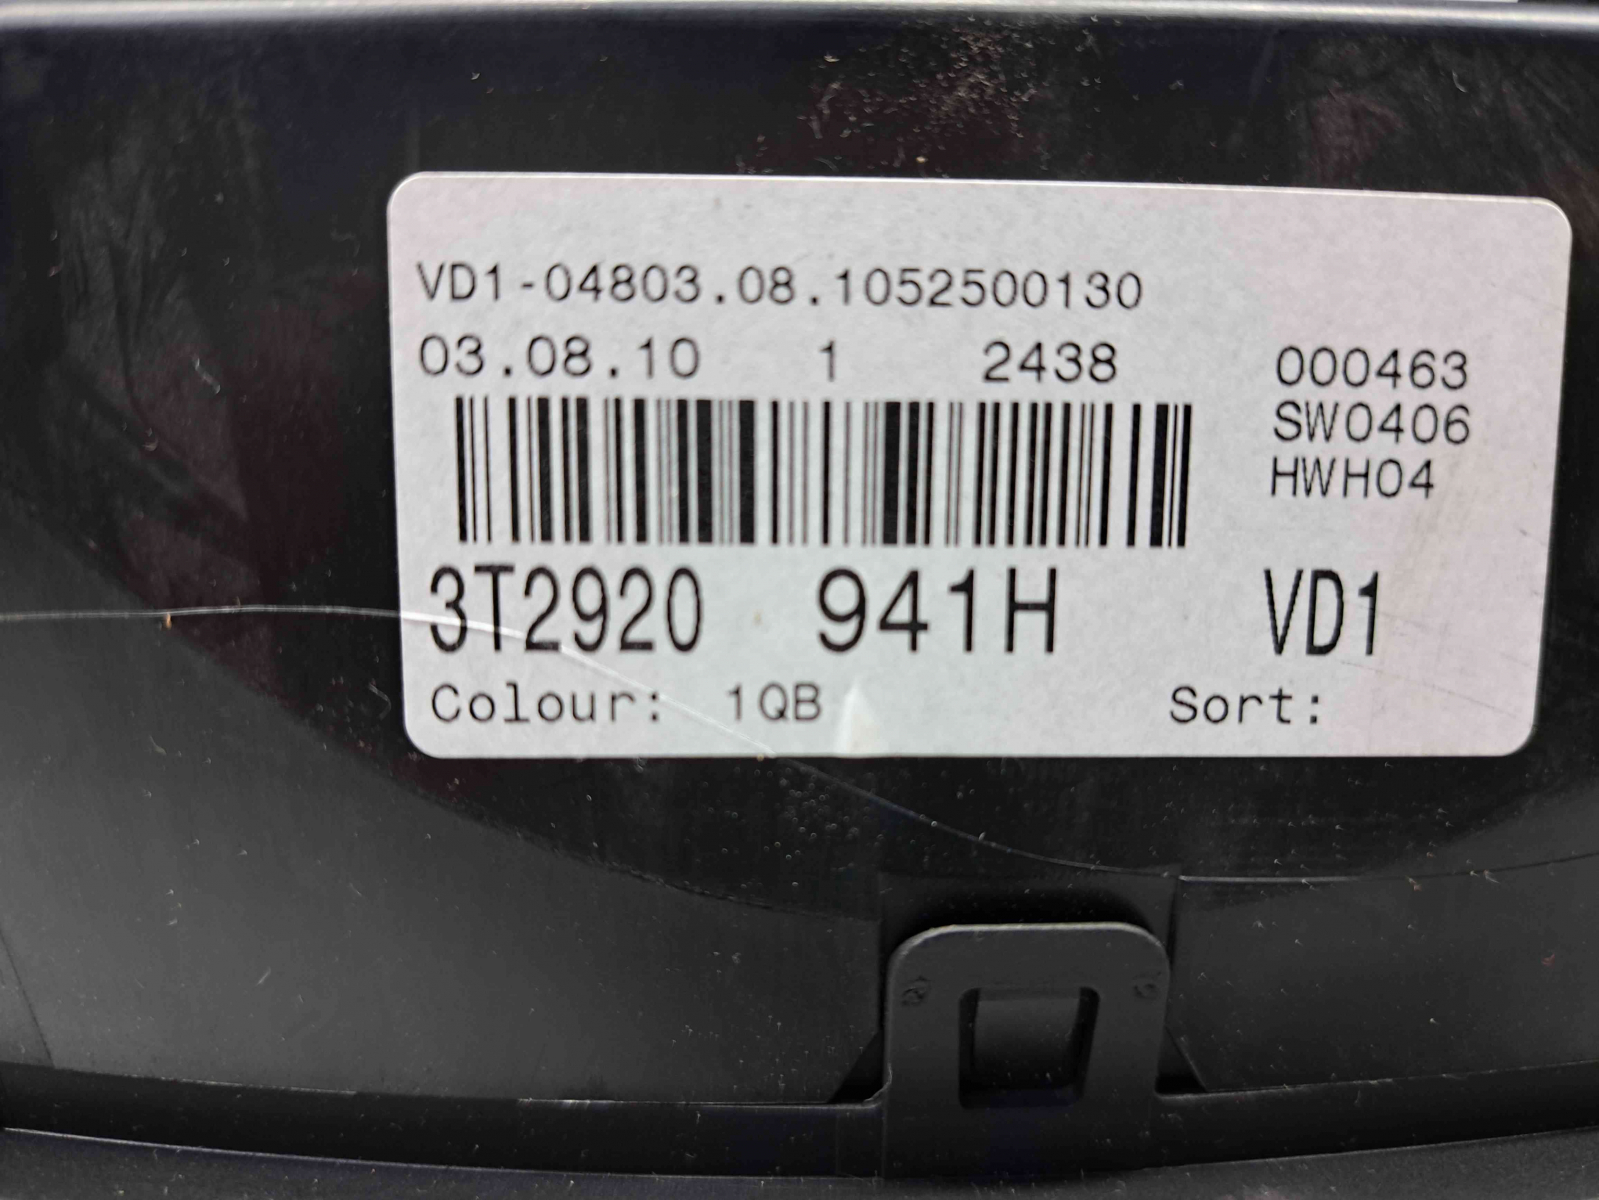 VD1-04803.08.1052500130
03.08.10 1 2438 000463
SW0406
HWH04
3T2920 941H VD1
Colour: 1QB Sort: